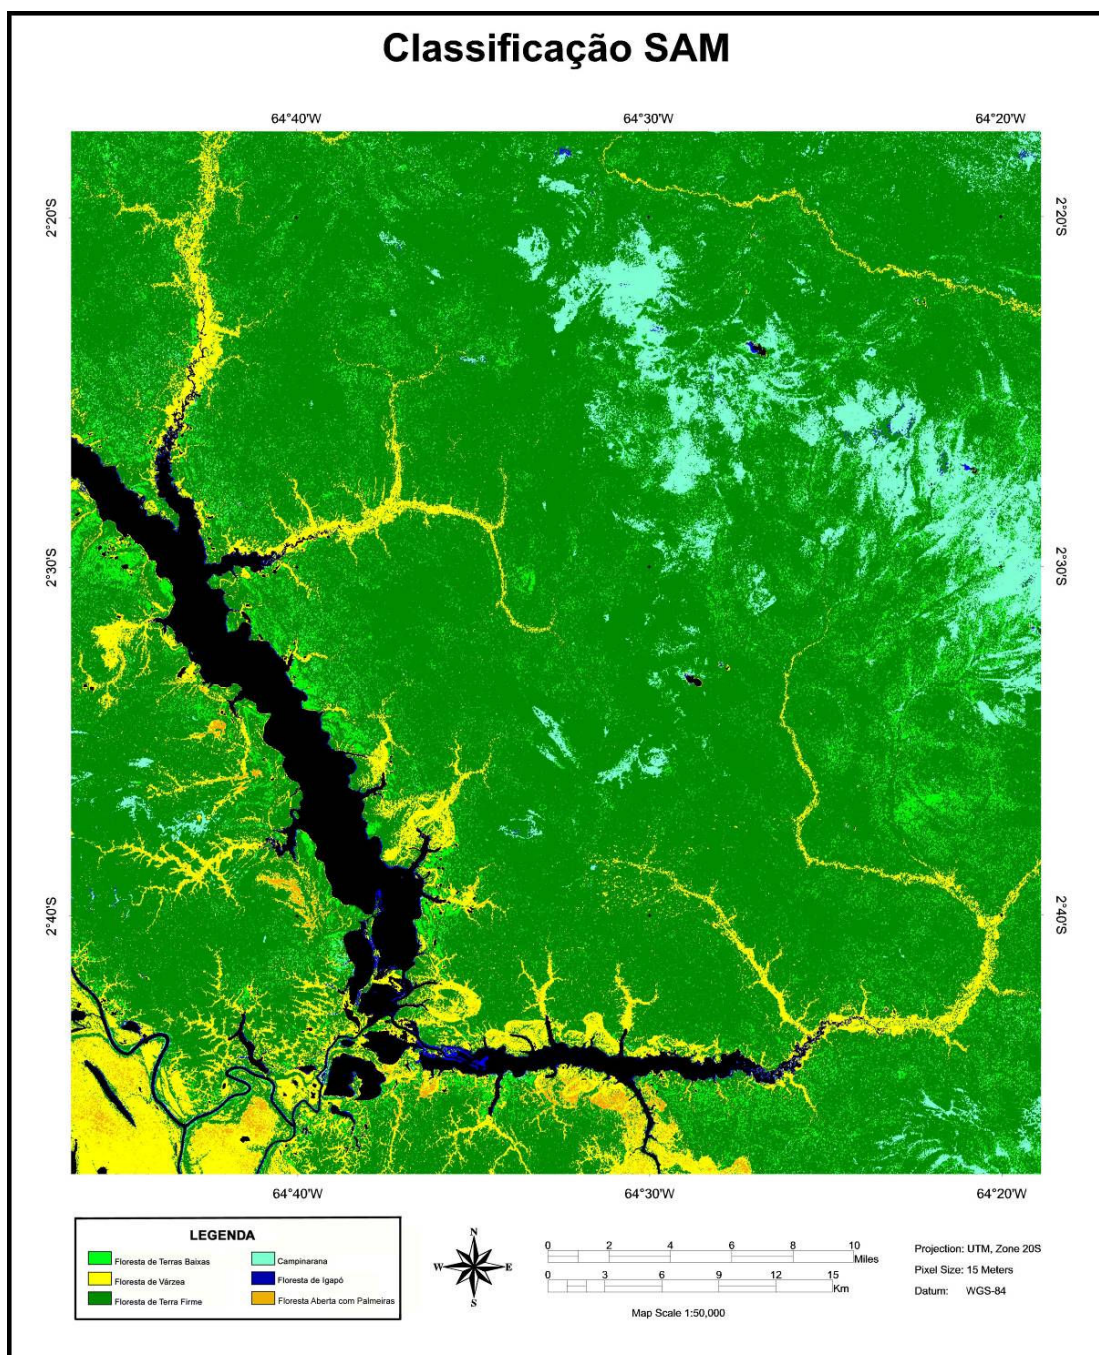 Classificação SAM
64°40'W 64°30'W 64°20'W
2°20'S 2°20'S
2°30'S 2°30'S
2°40'S 2°40'S
64°40'W 64°30'W 64°20'W
LEGENDA
Floresta de Terras Baixas Campinarana
Floresta de Várzea Floresta de Igapó
Floresta de Terra Firme Floresta Aberta com Palmeiras
N
W E
S
0 2 4 6 8 10
Miles
0 3 6 9 12 15
Km
Map Scale 1:50,000
Projection: UTM, Zone 20S
Pixel Size: 15 Meters
Datum: WGS-84